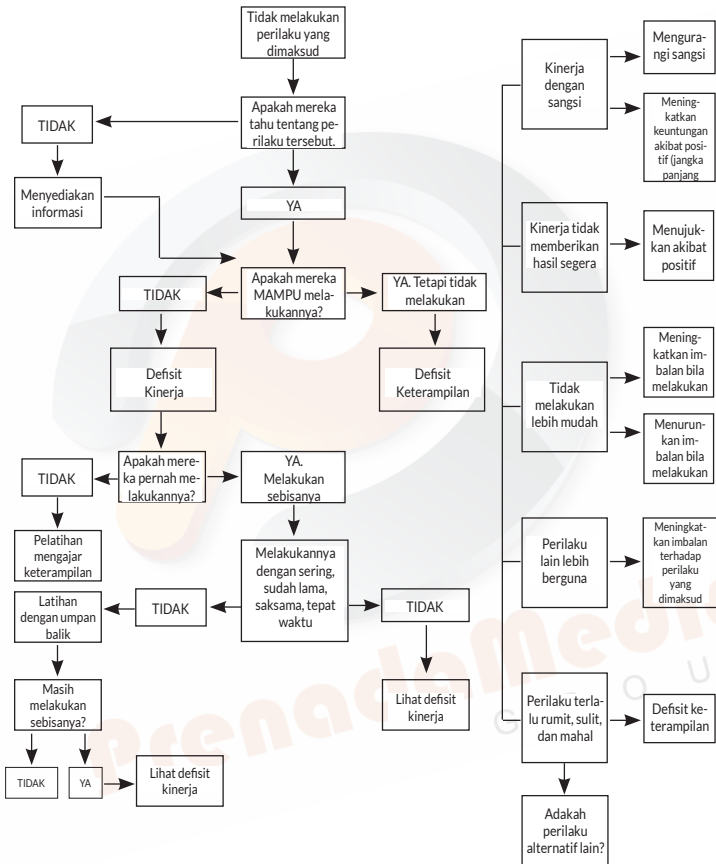 Tidak melakukan
perilaku yang
dimaksud
Apakah mereka
tahu tentang pe-
rilaku tersebut.
TIDAK
Menyediakan
informasi
YA
Apakah mereka
MAMPU mela-
kukannya?
TIDAK
YA. Tetapi tidak
melakukan
Defisit
Kinerja
Defisit
Keterampilan
Apakah mere-
ka pernah me-
lakukannya?
TIDAK
YA.
Melakukan
sebisanya
Pelatihan
mengajar
keterampilan
Melakukannya
dengan sering,
sudah lama,
saksama, tepat
waktu
TIDAK
TIDAK
Latihan
dengan umpan
balik
Lihat defisit
kinerja
Masih
melakukan
sebisanya?
TIDAK
YA
Lihat defisit
kinerja
Kinerja
dengan
sangsi
Mengura-
ngi sangsi
Mening-
katkan
keuntungan
akibat posi-
tif (jangka
panjang
Kinerja tidak
memberikan
hasil segera
Menujuk-
kan akibat
positif
Tidak
melakukan
lebih mudah
Mening-
katkan im-
balan bila
melakukan
Menurun-
kan im-
balan bila
melakukan
Perilaku
lain lebih
berguna
Meningkat-
kan imbalan
terhadap
perilaku
yang
dimaksud
Perilaku terla-
lu rumit, sulit,
dan mahal
Defisit ke-
terampilan
Adakah
perilaku
alternatif lain?
PrenadaMedia
G O U